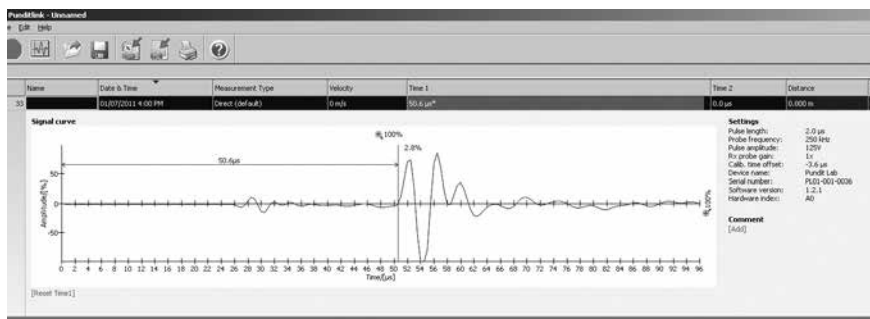 Punditlink - Unnamed
Edit Help
Name Date & Time Measurement Type Velocity Time 1 Time 2 Distance
33 01/07/2011 4:00 PM Direct (default) 0 m/s 50.6 µs* 0.0 µs 0.000 m
Signal curve
100%
2.8%
50.6µs
50
0
-50
Amplitude/[%]
100%
0 2 4 6 8 10 12 14 16 18 20 22 24 26 28 30 32 34 36 38 40 42 44 46 48 50 52 54 56 58 60 62 64 66 68 70 72 74 76 78 80 82 84 86 88 90 92 94 96
Time/[µs]
[Reset Time1]
Settings
Pulse length: 2.0 µs
Probe frequency: 250 kHz
Pulse amplitude: 125V
Rx probe gain: 1x
Calib. time offset: -3.6 µs
Device name: Pundit Lab
Serial number: PL01-001-0036
Software version: 1.2.1
Hardware index: A0
Comment
[Add]